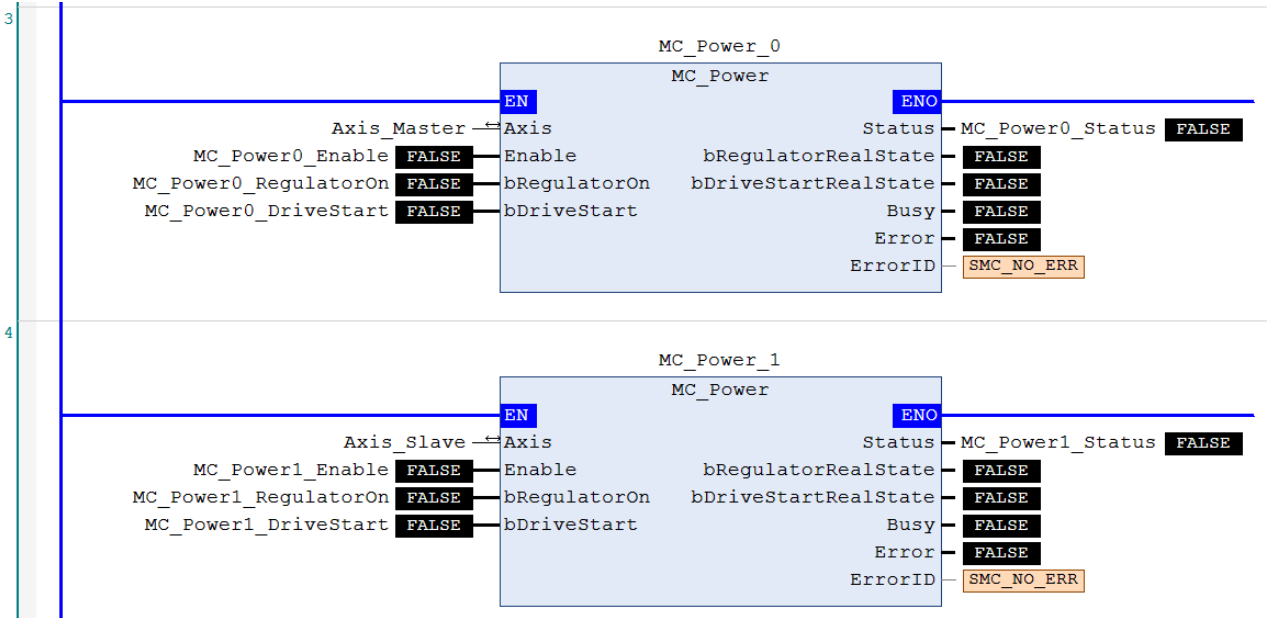 3
MC_Power_0
MC_Power
EN ENO
Axis_Master Axis Status MC_Power0_Status FALSE
MC_Power0_Enable FALSE Enable bRegulatorRealState FALSE
MC_Power0_RegulatorOn FALSE bRegulatorOn bDriveStartRealState FALSE
MC_Power0_DriveStart FALSE bDriveStart Busy FALSE
Error FALSE
ErrorID SMC_NO_ERR
4
MC_Power_1
MC_Power
EN ENO
Axis_Slave Axis Status MC_Power1_Status FALSE
MC_Power1_Enable FALSE Enable bRegulatorRealState FALSE
MC_Power1_RegulatorOn FALSE bRegulatorOn bDriveStartRealState FALSE
MC_Power1_DriveStart FALSE bDriveStart Busy FALSE
Error FALSE
ErrorID SMC_NO_ERR